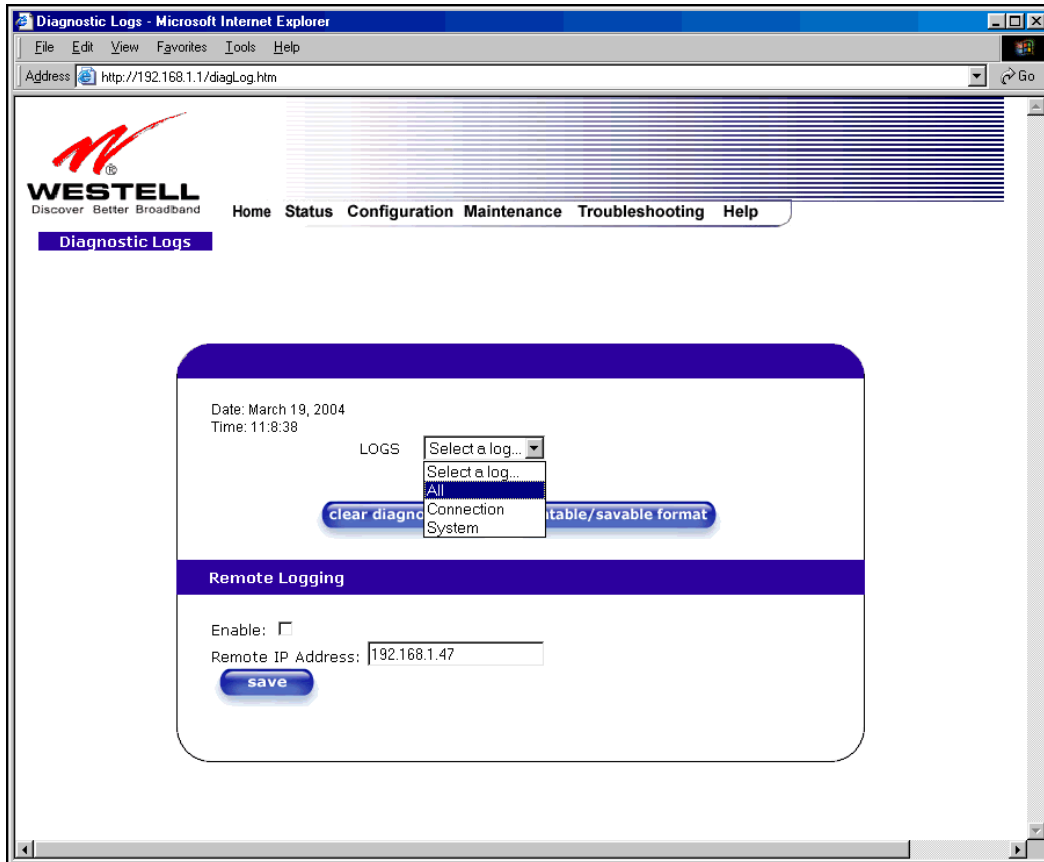 Diagnostic Logs - Microsoft Internet Explorer
File Edit View Favorites Tools Help
Address http://192.168.1.1/diagLog.htm Go
®
WESTELL
Discover Better Broadband
Home Status Configuration Maintenance Troubleshooting Help
Diagnostic Logs
Date: March 19, 2004
Time: 11:8:38
LOGS Select a log...
Select a log...
All
Connection
System
clear /savable format
Remote Logging
Enable:
Remote IP Address: 192.168.1.47
save